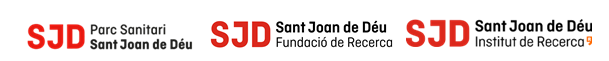 SJD Parc Sanitari
Sant Joan de Déu
SJD Sant Joan de Déu
Fundació de Recerca
SJD Sant Joan de Déu
Institut de Recerca